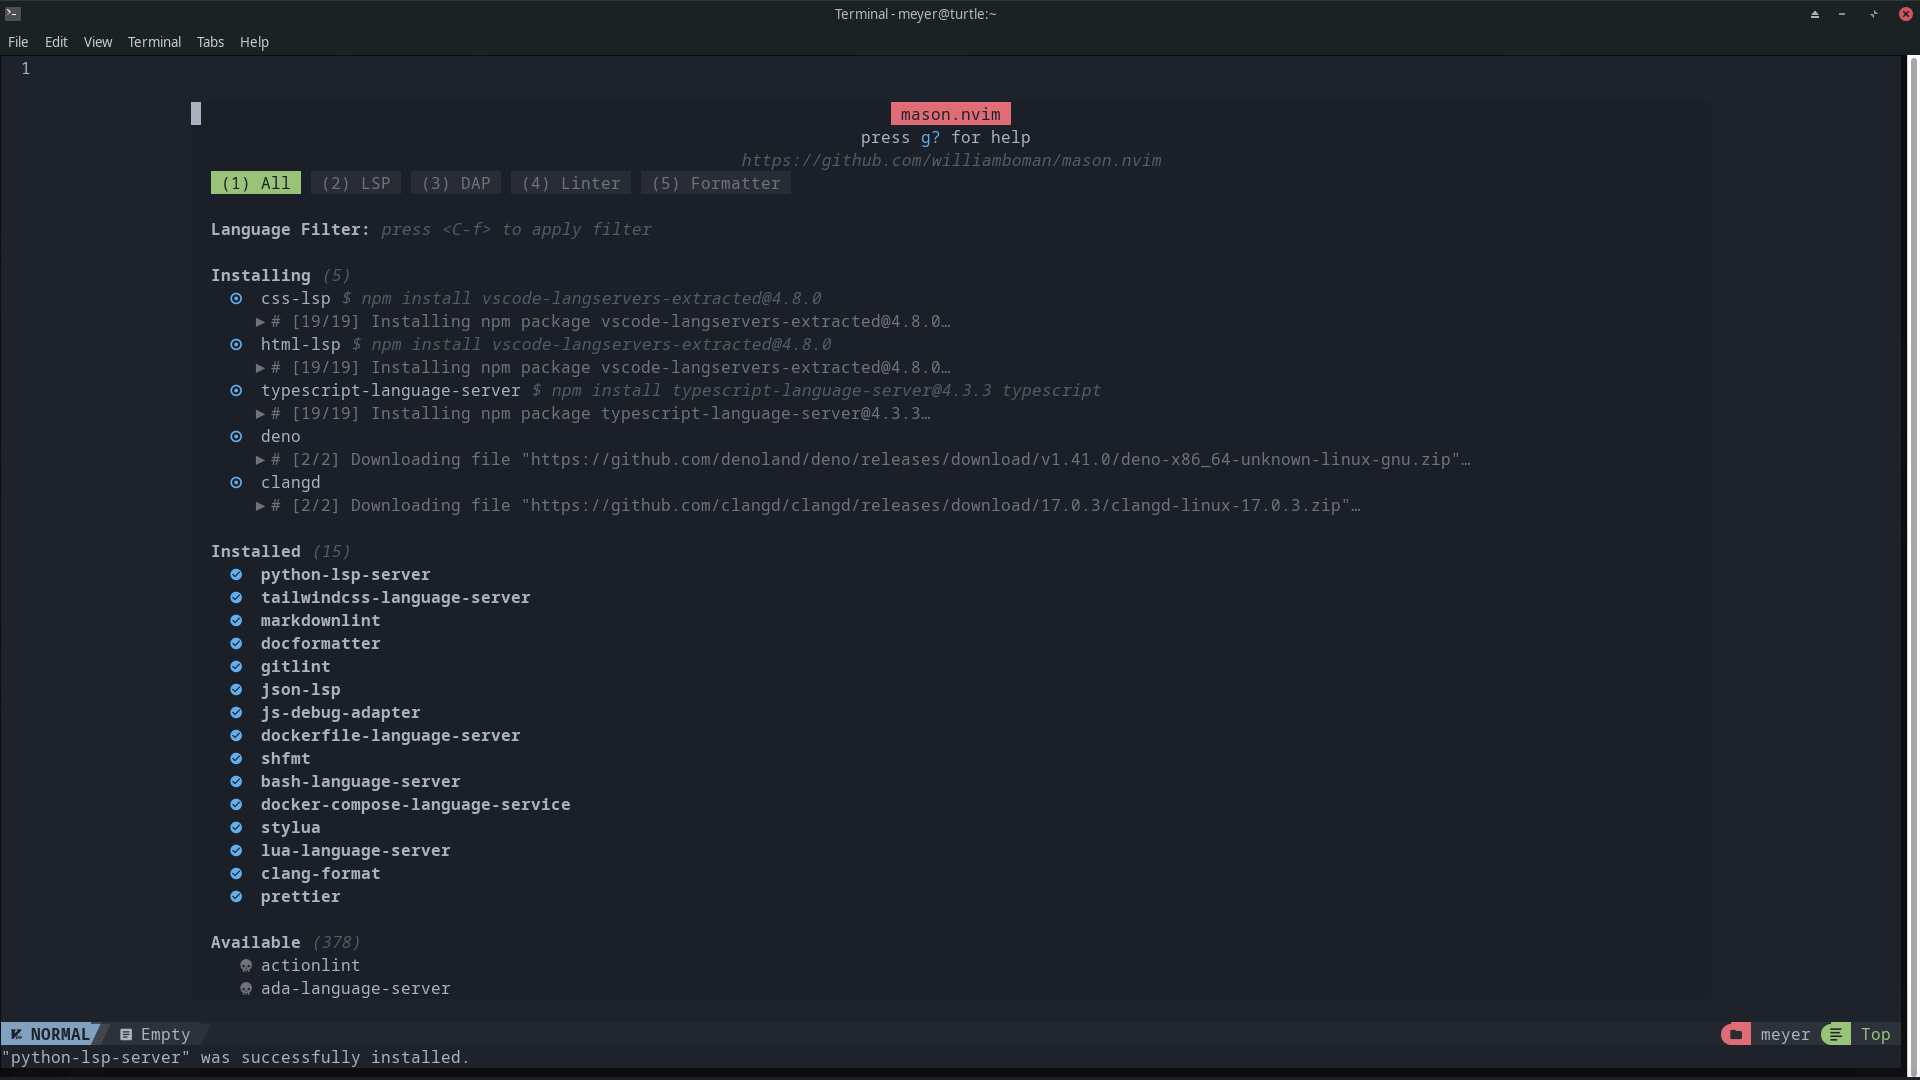 Terminal - meyer@turtle:~
File Edit View Terminal Tabs Help
1
mason.nvim
press g? for help
https://github.com/williamboman/mason.nvim
(1) All (2) LSP (3) DAP (4) Linter (5) Formatter
Language Filter: press <C-f> to apply filter
Installing (5)
css-lsp $ npm install vscode-langservers-extracted@4.8.0
▶ # [19/19] Installing npm package vscode-langservers-extracted@4.8.0…
html-lsp $ npm install vscode-langservers-extracted@4.8.0
▶ # [19/19] Installing npm package vscode-langservers-extracted@4.8.0…
typescript-language-server $ npm install typescript-language-server@4.3.3 typescript
▶ # [19/19] Installing npm package typescript-language-server@4.3.3…
deno
▶ # [2/2] Downloading file "https://github.com/denoland/deno/releases/download/v1.41.0/deno-x86_64-unknown-linux-gnu.zip"…
clangd
▶ # [2/2] Downloading file "https://github.com/clangd/clangd/releases/download/17.0.3/clangd-linux-17.0.3.zip"…
Installed (15)
python-lsp-server
tailwindcss-language-server
markdownlint
docformatter
gitlint
json-lsp
js-debug-adapter
dockerfile-language-server
shfmt
bash-language-server
docker-compose-language-service
stylua
lua-language-server
clang-format
prettier
Available (378)
actionlint
ada-language-server
NORMAL Empty meyer Top
"python-lsp-server" was successfully installed.